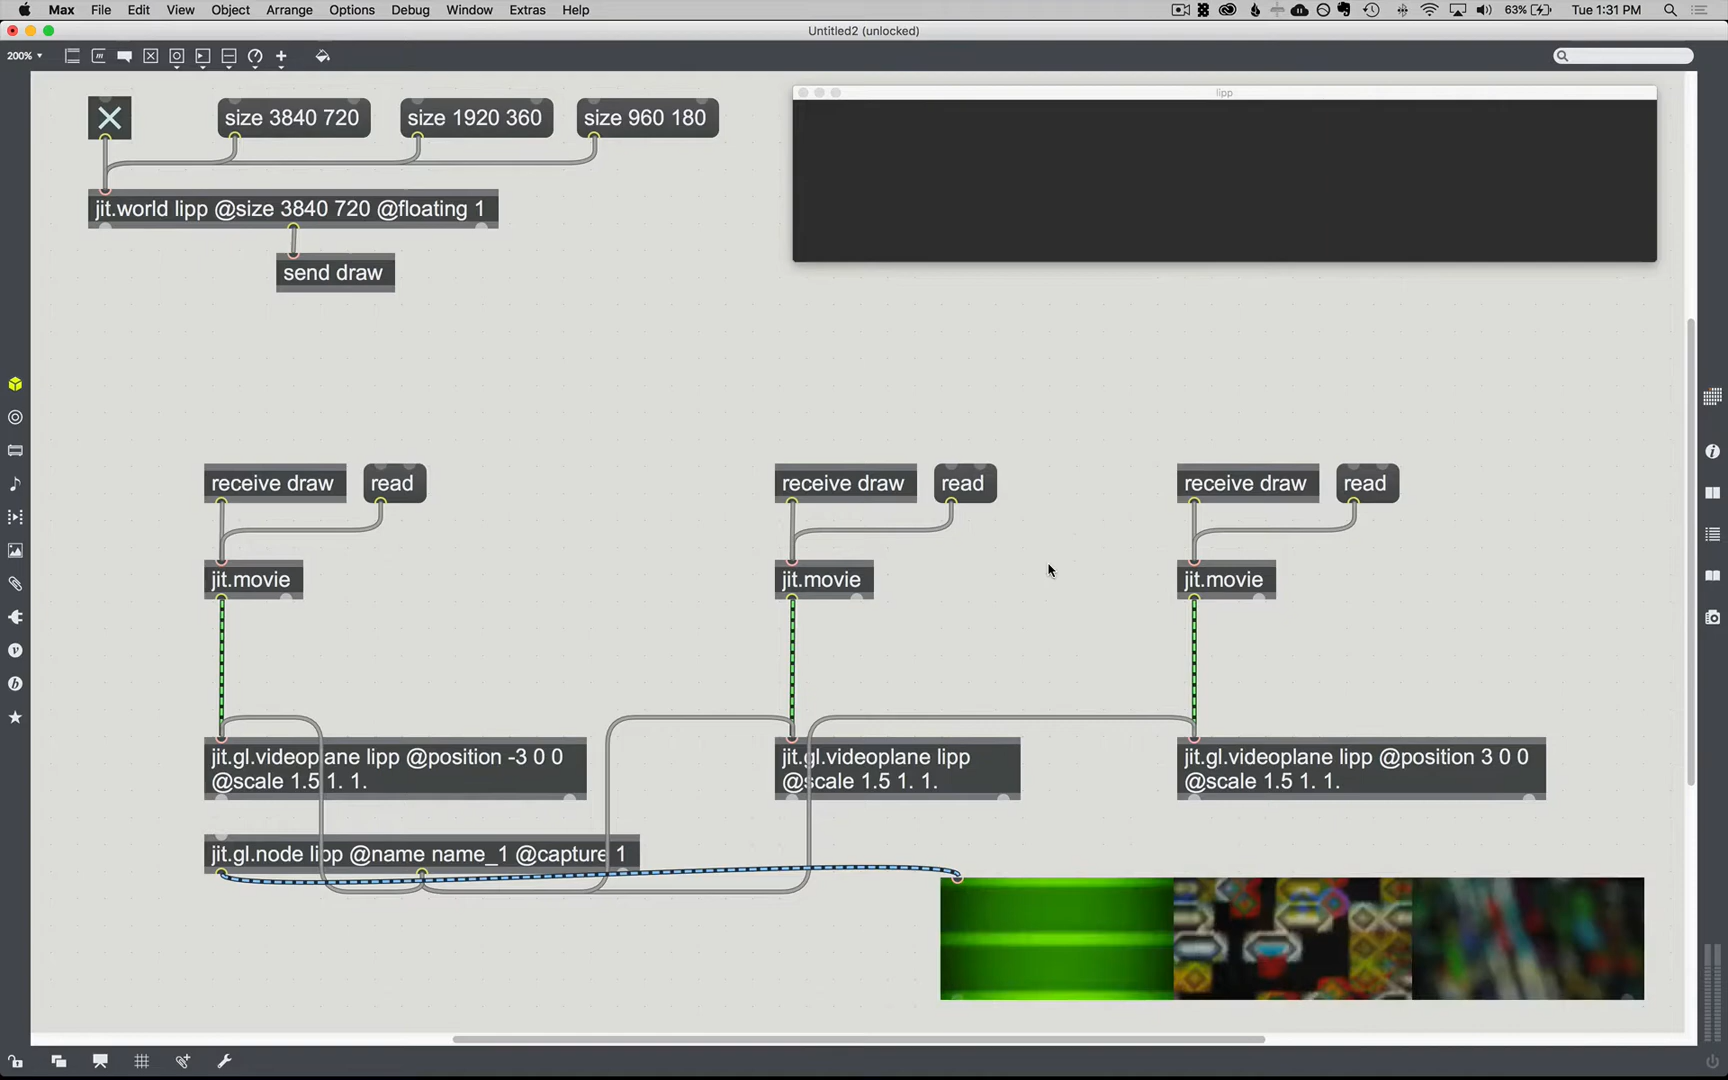 Max File Edit View Object Arrange Options Debug Window Extras Help
63% Tue 1:31 PM
Untitled2 (unlocked)
200%
size 3840 720
size 1920 360
size 960 180
lipp
jit.world lipp @size 3840 720 @floating 1
send draw
receive draw
read
receive draw
read
receive draw
read
jit.movie
jit.movie
jit.movie
jit.gl.videoplane lipp @position -3 0 0
@scale 1.5 1. 1.
jit.gl.videoplane lipp
@scale 1.5 1. 1.
jit.gl.videoplane lipp @position 3 0 0
@scale 1.5 1. 1.
jit.gl.node lipp @name name_1 @capture 1